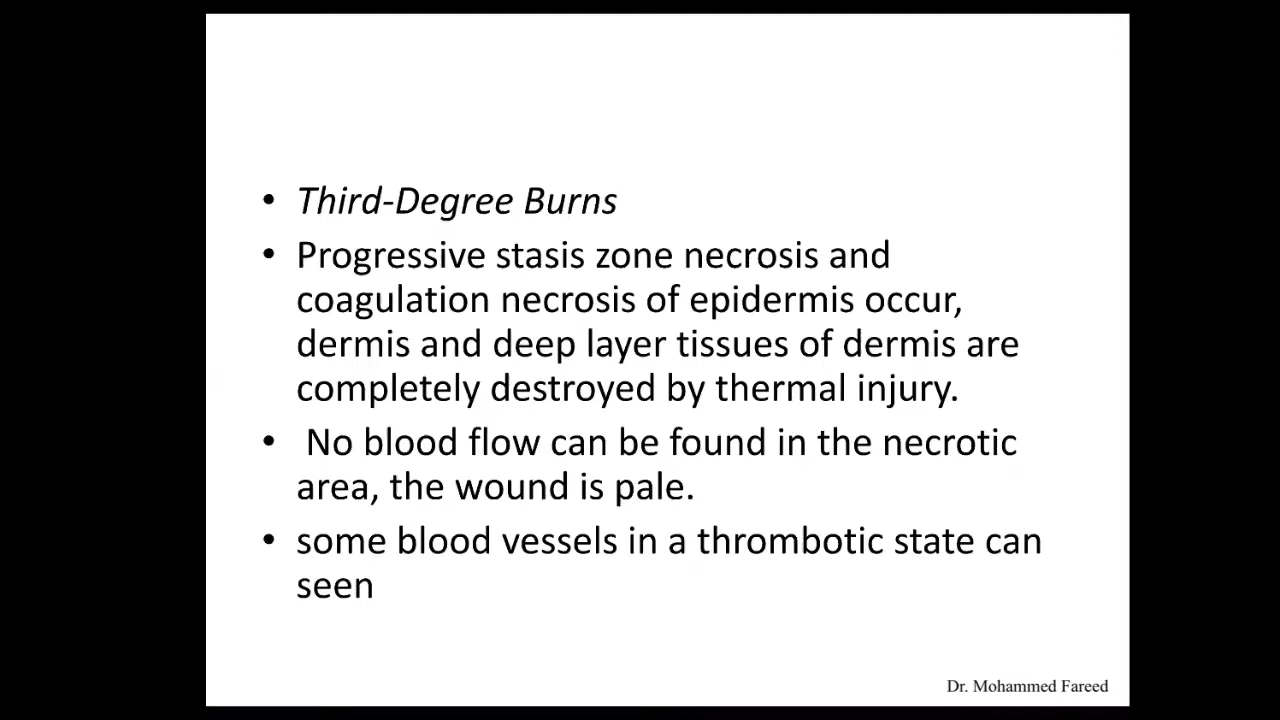 • Third-Degree Burns
• Progressive stasis zone necrosis and
coagulation necrosis of epidermis occur,
dermis and deep layer tissues of dermis are
completely destroyed by thermal injury.
• No blood flow can be found in the necrotic
area, the wound is pale.
• some blood vessels in a thrombotic state can
seen
Dr. Mohammed Fareed